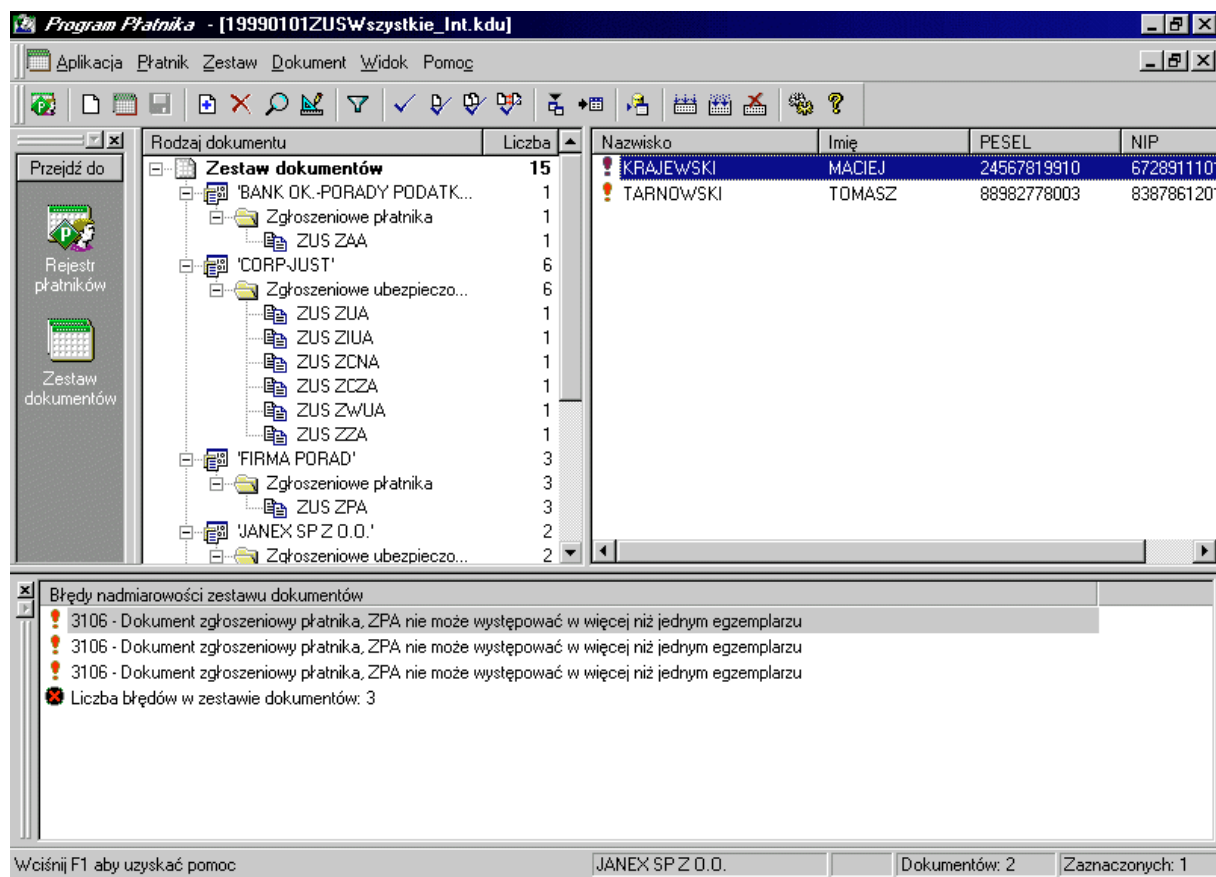 Program Płatnika - [19990101ZUSWszystkie_Int.kdu]
Aplikacja Płatnik Zestaw Dokument Widok Pomoc
Przejdź do
Rejestr
płatników
Zestaw
dokumentów
Rodzaj dokumentu Liczba
Zestaw dokumentów 15
'BANK OK.-PORADY PODATK... 1
Zgłoszeniowe płatnika 1
ZUS ZAA 1
'CORP-JUST' 6
Zgłoszeniowe ubezpieczo... 6
ZUS ZUA 1
ZUS ZIUA 1
ZUS ZCNA 1
ZUS ZCZA 1
ZUS ZWUA 1
ZUS ZZA 1
'FIRMA PORAD' 3
Zgłoszeniowe płatnika 3
ZUS ZPA 3
'JANEX SP Z O.O.' 2
Zgłoszeniowe ubezpieczo... 2
Nazwisko Imię PESEL NIP
KRAJEWSKI MACIEJ 24567819910 672891110
TARNOWSKI TOMASZ 88982778003 838786120
Błędy nadmiarowości zestawu dokumentów
3106 - Dokument zgłoszeniowy płatnika, ZPA nie może występować w więcej niż jednym egzemplarzu
3106 - Dokument zgłoszeniowy płatnika, ZPA nie może występować w więcej niż jednym egzemplarzu
3106 - Dokument zgłoszeniowy płatnika, ZPA nie może występować w więcej niż jednym egzemplarzu
Liczba błędów w zestawie dokumentów: 3
Wciśnij F1 aby uzyskać pomoc JANEX SP Z O.O. Dokumentów: 2 Zaznaczonych: 1